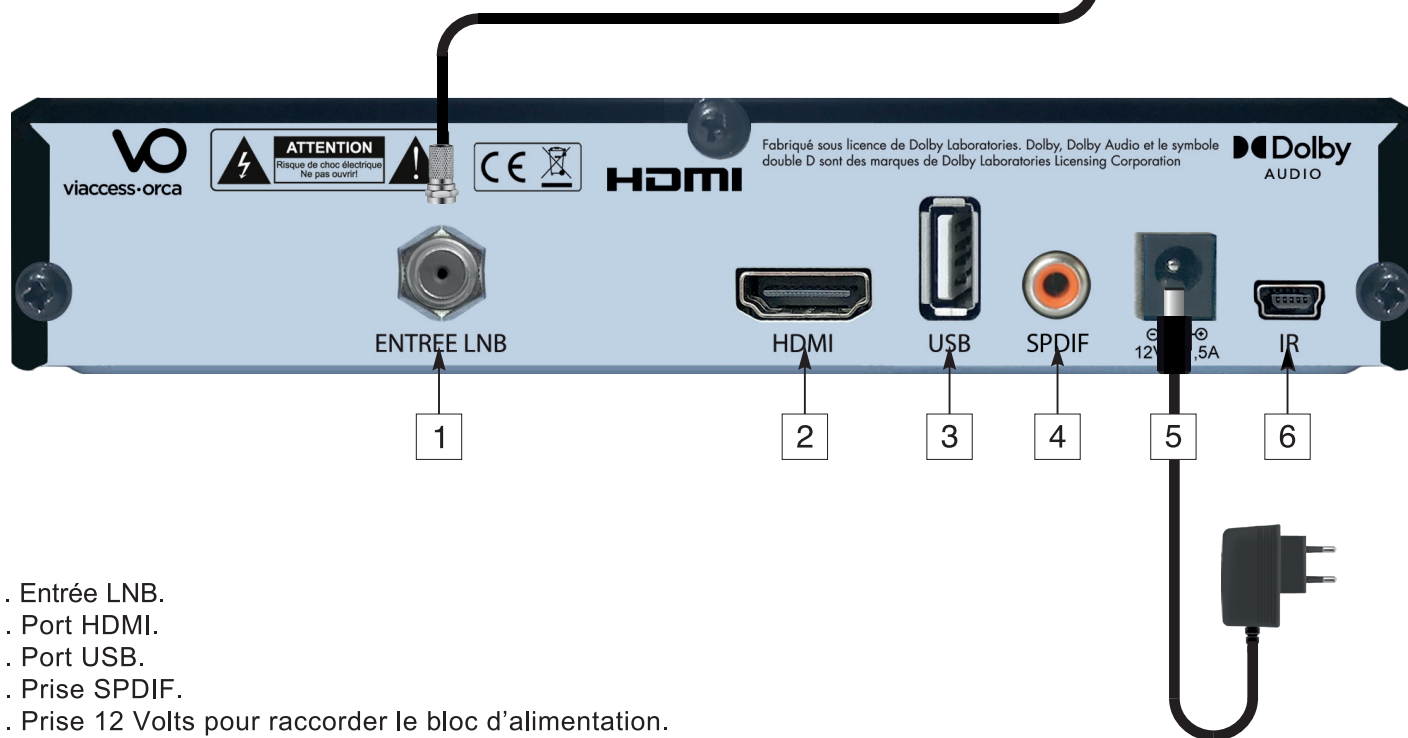 VO
viaccess·orca
ATTENTION
Risque de choc électrique
Ne pas ouvrir!
CE
HDMI
Fabriqué sous licence de Dolby Laboratories. Dolby, Dolby Audio et le symbole
double D sont des marques de Dolby Laboratories Licensing Corporation
Dolby
AUDIO
ENTREE LNB
HDMI
USB
SPDIF
12V ,5A
IR
1
2
3
4
5
6
. Entrée LNB.
. Port HDMI.
. Port USB.
. Prise SPDIF.
. Prise 12 Volts pour raccorder le bloc d’alimentation.